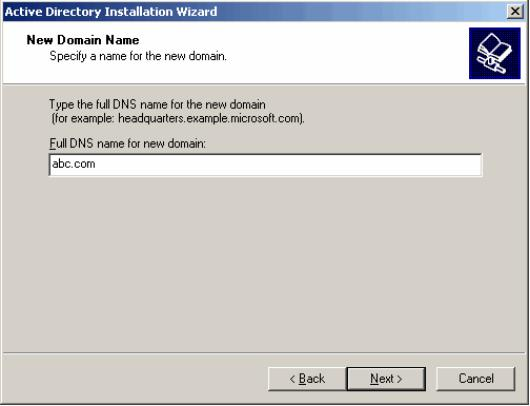 Active Directory Installation Wizard
New Domain Name
Specify a name for the new domain.
Type the full DNS name for the new domain
(for example: headquarters.example.microsoft.com).
Full DNS name for new domain:
abc.com
< Back
Next >
Cancel